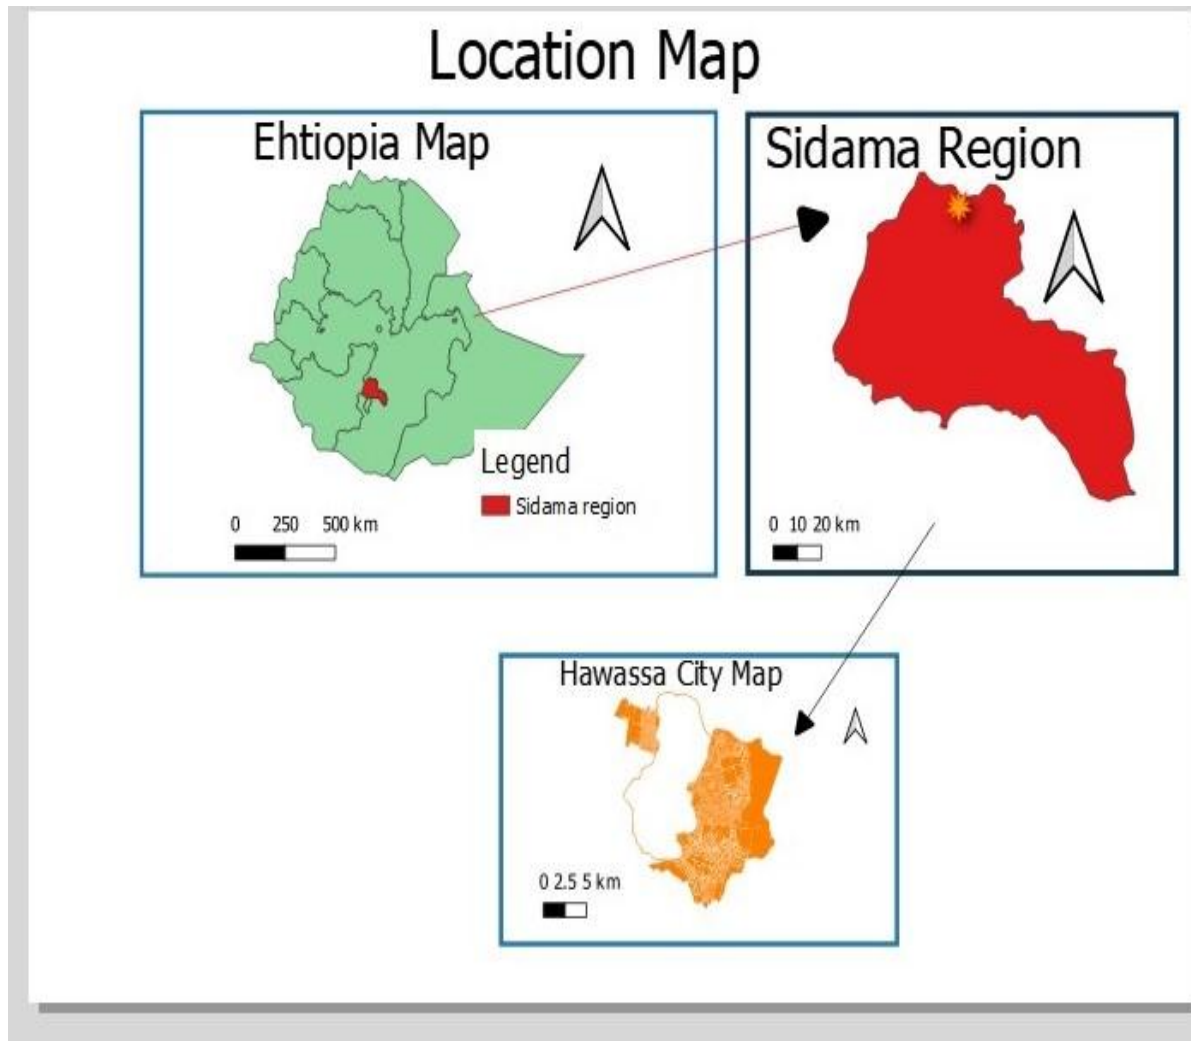 Location Map
Ehtiopia Map
Legend
Sidama region
0 250 500 km
Sidama Region
0 10 20 km
Hawassa City Map
0 2.5 5 km